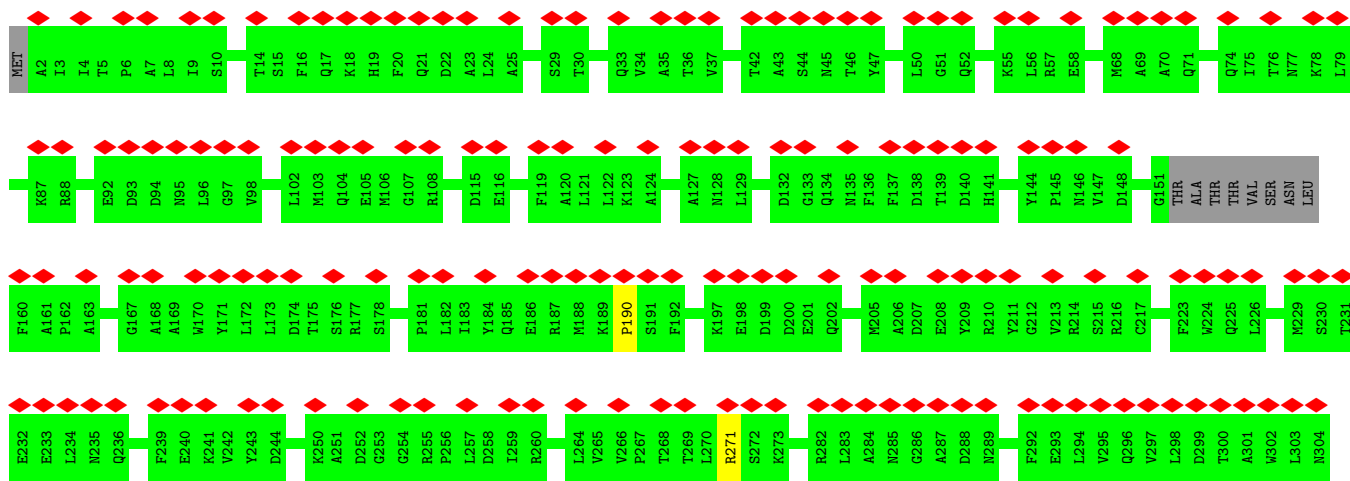 MET A2 I3 I4 T5 P6 A7 L8 I9 S10 T14 S15 F16 Q17 K18 H19 F20 Q21 D22 A23 L24 A25 S29 T30 Q33 V34 A35 T36 V37 T42 A43 S44 N45 T46 Y47 L50 G51 Q52 K55 L56 R57 E58 M68 A69 A70 Q71 Q74 I75 T76 N77 K78 L79
K87 R88 E92 D93 D94 N95 L96 G97 V98 L102 M103 Q104 E105 M106 G107 R108 D115 E116 F119 A120 L121 L122 K123 A124 A127 N128 L129 D132 G133 Q134 N135 F136 F137 D138 T139 D140 H141 Y144 P145 N146 V147 D148 G151 THR ALA THR THR VAL SER ASN LEU
F160 A161 P162 A163 G167 A168 A169 W170 Y171 L172 L173 D174 T175 S176 R177 S178 P181 L182 I183 Y184 Q185 E186 R187 M188 K189 P190 S191 F192 K197 E198 D199 D200 E201 Q202 M205 A206 D207 E208 Y209 R210 Y211 G212 V213 R214 S215 R216 C217 F223 W224 Q225 L226 M229 S230 T231
E232 E233 L234 N235 Q236 F239 E240 K241 V242 Y243 D244 K250 A251 D252 G253 G254 R255 P256 L257 D258 I259 R260 L264 V265 V266 P267 T268 T269 L270 R271 S272 K273 R282 L283 A284 N285 G286 A287 D288 N289 F292 E293 L294 V295 Q296 V297 L298 D299 T300 A301 W302 L303 N304